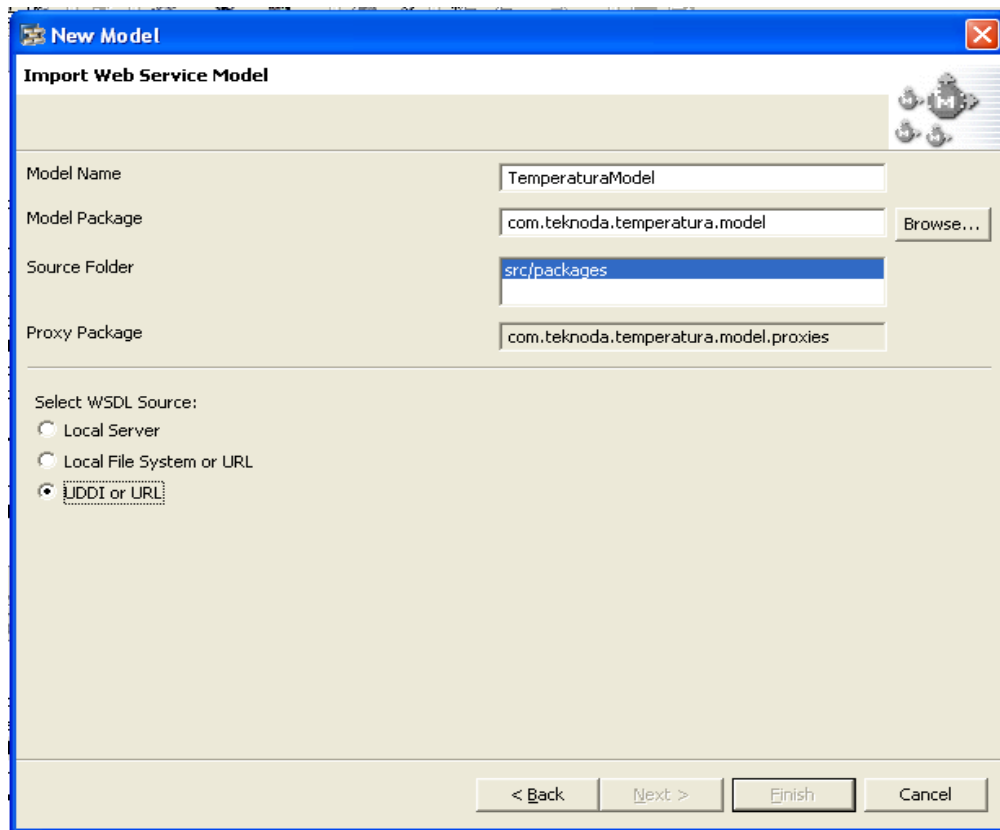 New Model
Import Web Service Model
Model Name
TemperaturaModel
Model Package
com.teknoda.temperatura.model
Browse...
Source Folder
src/packages
Proxy Package
com.teknoda.temperatura.model.proxies
Select WSDL Source:
Local Server
Local File System or URL
UDDI or URL
< Back
Next >
Finish
Cancel